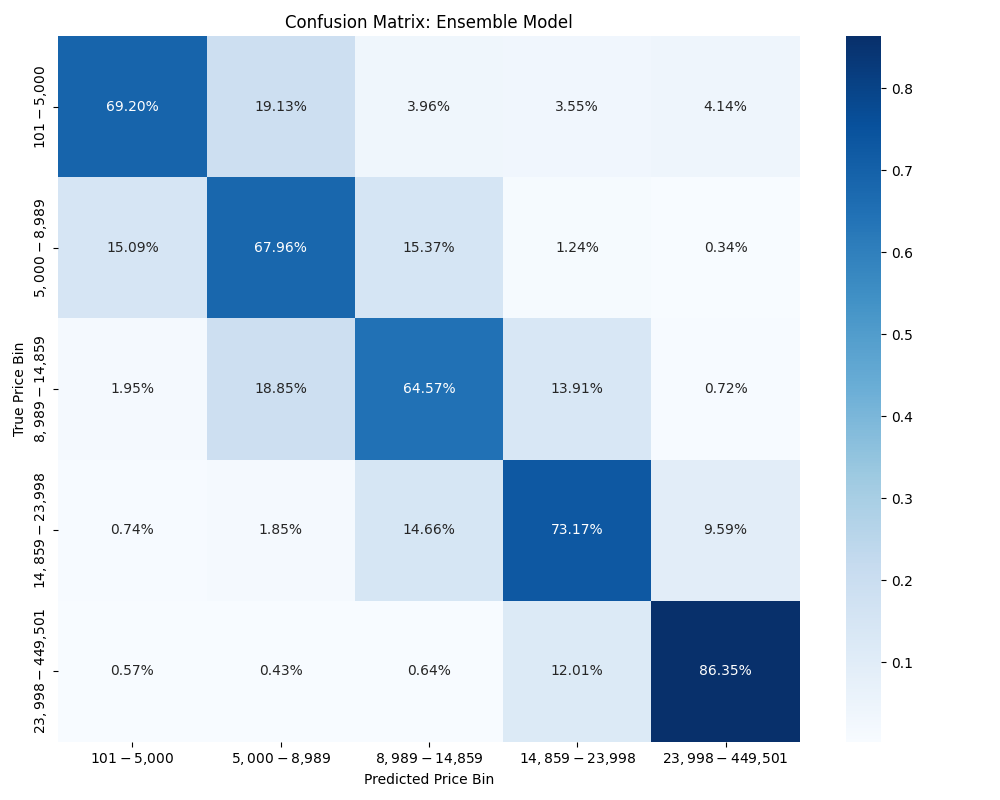 Confusion Matrix: Ensemble Model
True Price Bin
101 − 5,000
69.20% 19.13% 3.96% 3.55% 4.14%
5,000 − 8,989
15.09% 67.96% 15.37% 1.24% 0.34%
8,989 − 14,859
1.95% 18.85% 64.57% 13.91% 0.72%
14,859 − 23,998
0.74% 1.85% 14.66% 73.17% 9.59%
23,998 − 449,501
0.57% 0.43% 0.64% 12.01% 86.35%
101 − 5,000 5,000 − 8,989 8,989 − 14,859 14,859 − 23,998 23,998 − 449,501
Predicted Price Bin
0.8
0.7
0.6
0.5
0.4
0.3
0.2
0.1